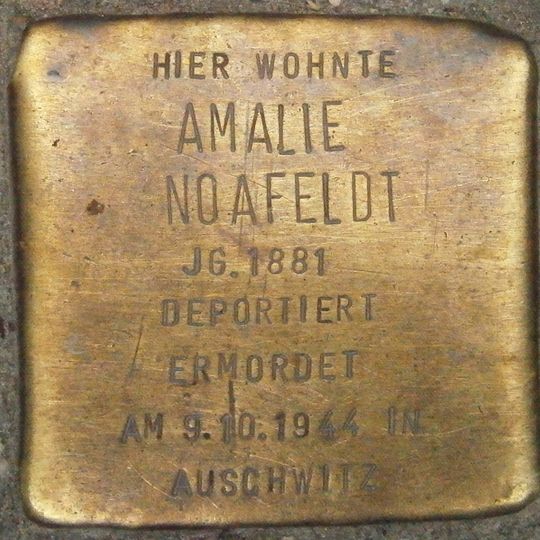 HIER WOHNTE
AMALIE
NOAFELDT
JG. 1881
DEPORTIERT
ERMORDET
AM 9.10.1944 IN
AUSCHWITZ